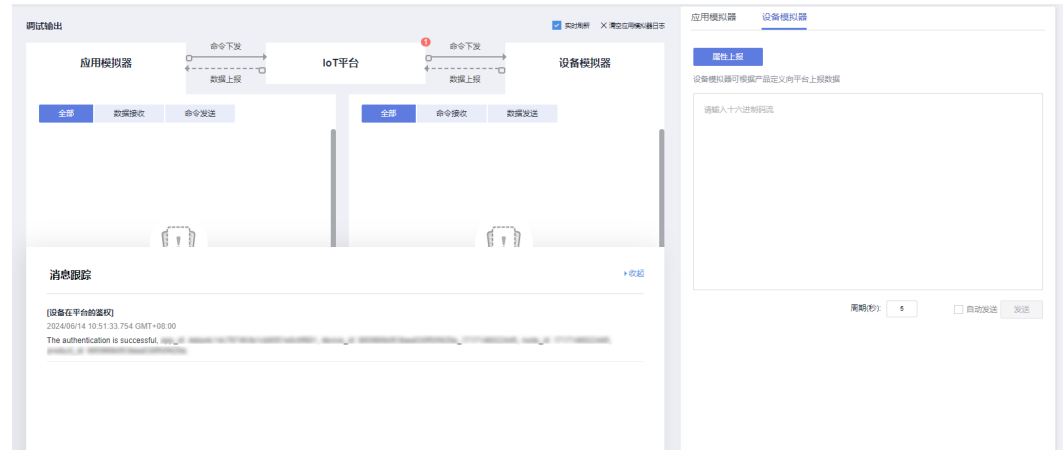 调试输出
实时刷新
清空应用模拟器日志
应用模拟器
命令下发
数据上报
IoT平台
1
命令下发
数据上报
设备模拟器
全部 数据接收 命令发送
全部 命令接收 数据发送
消息跟踪
收起
[设备在平台的鉴权]
2024/06/14 10:51:33.754 GMT+08:00
The authentication is successful,
应用模拟器 设备模拟器
属性上报
设备模拟器可根据产品定义向平台上报数据
请输入十六进制码流
周期(秒): 5 自动发送 发送